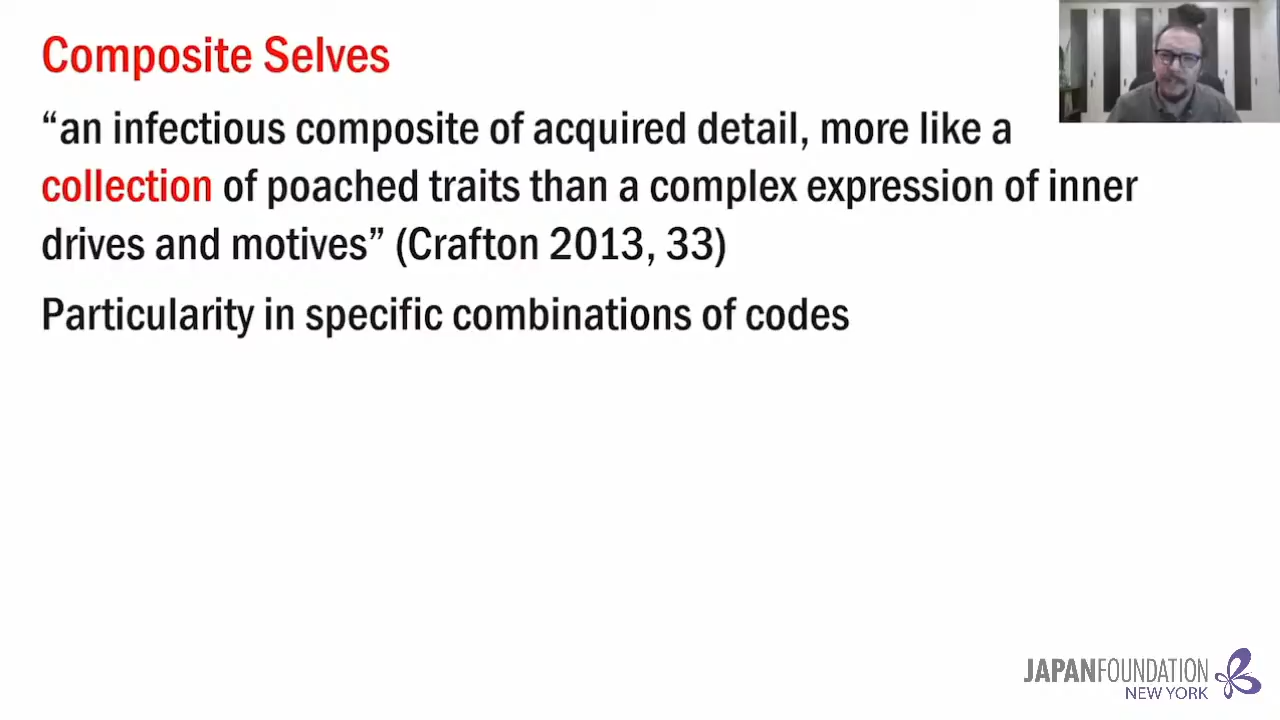 Composite Selves
“an infectious composite of acquired detail, more like a
collection of poached traits than a complex expression of inner
drives and motives” (Crafton 2013, 33)
Particularity in specific combinations of codes
JAPANFOUNDATION
NEW YORK